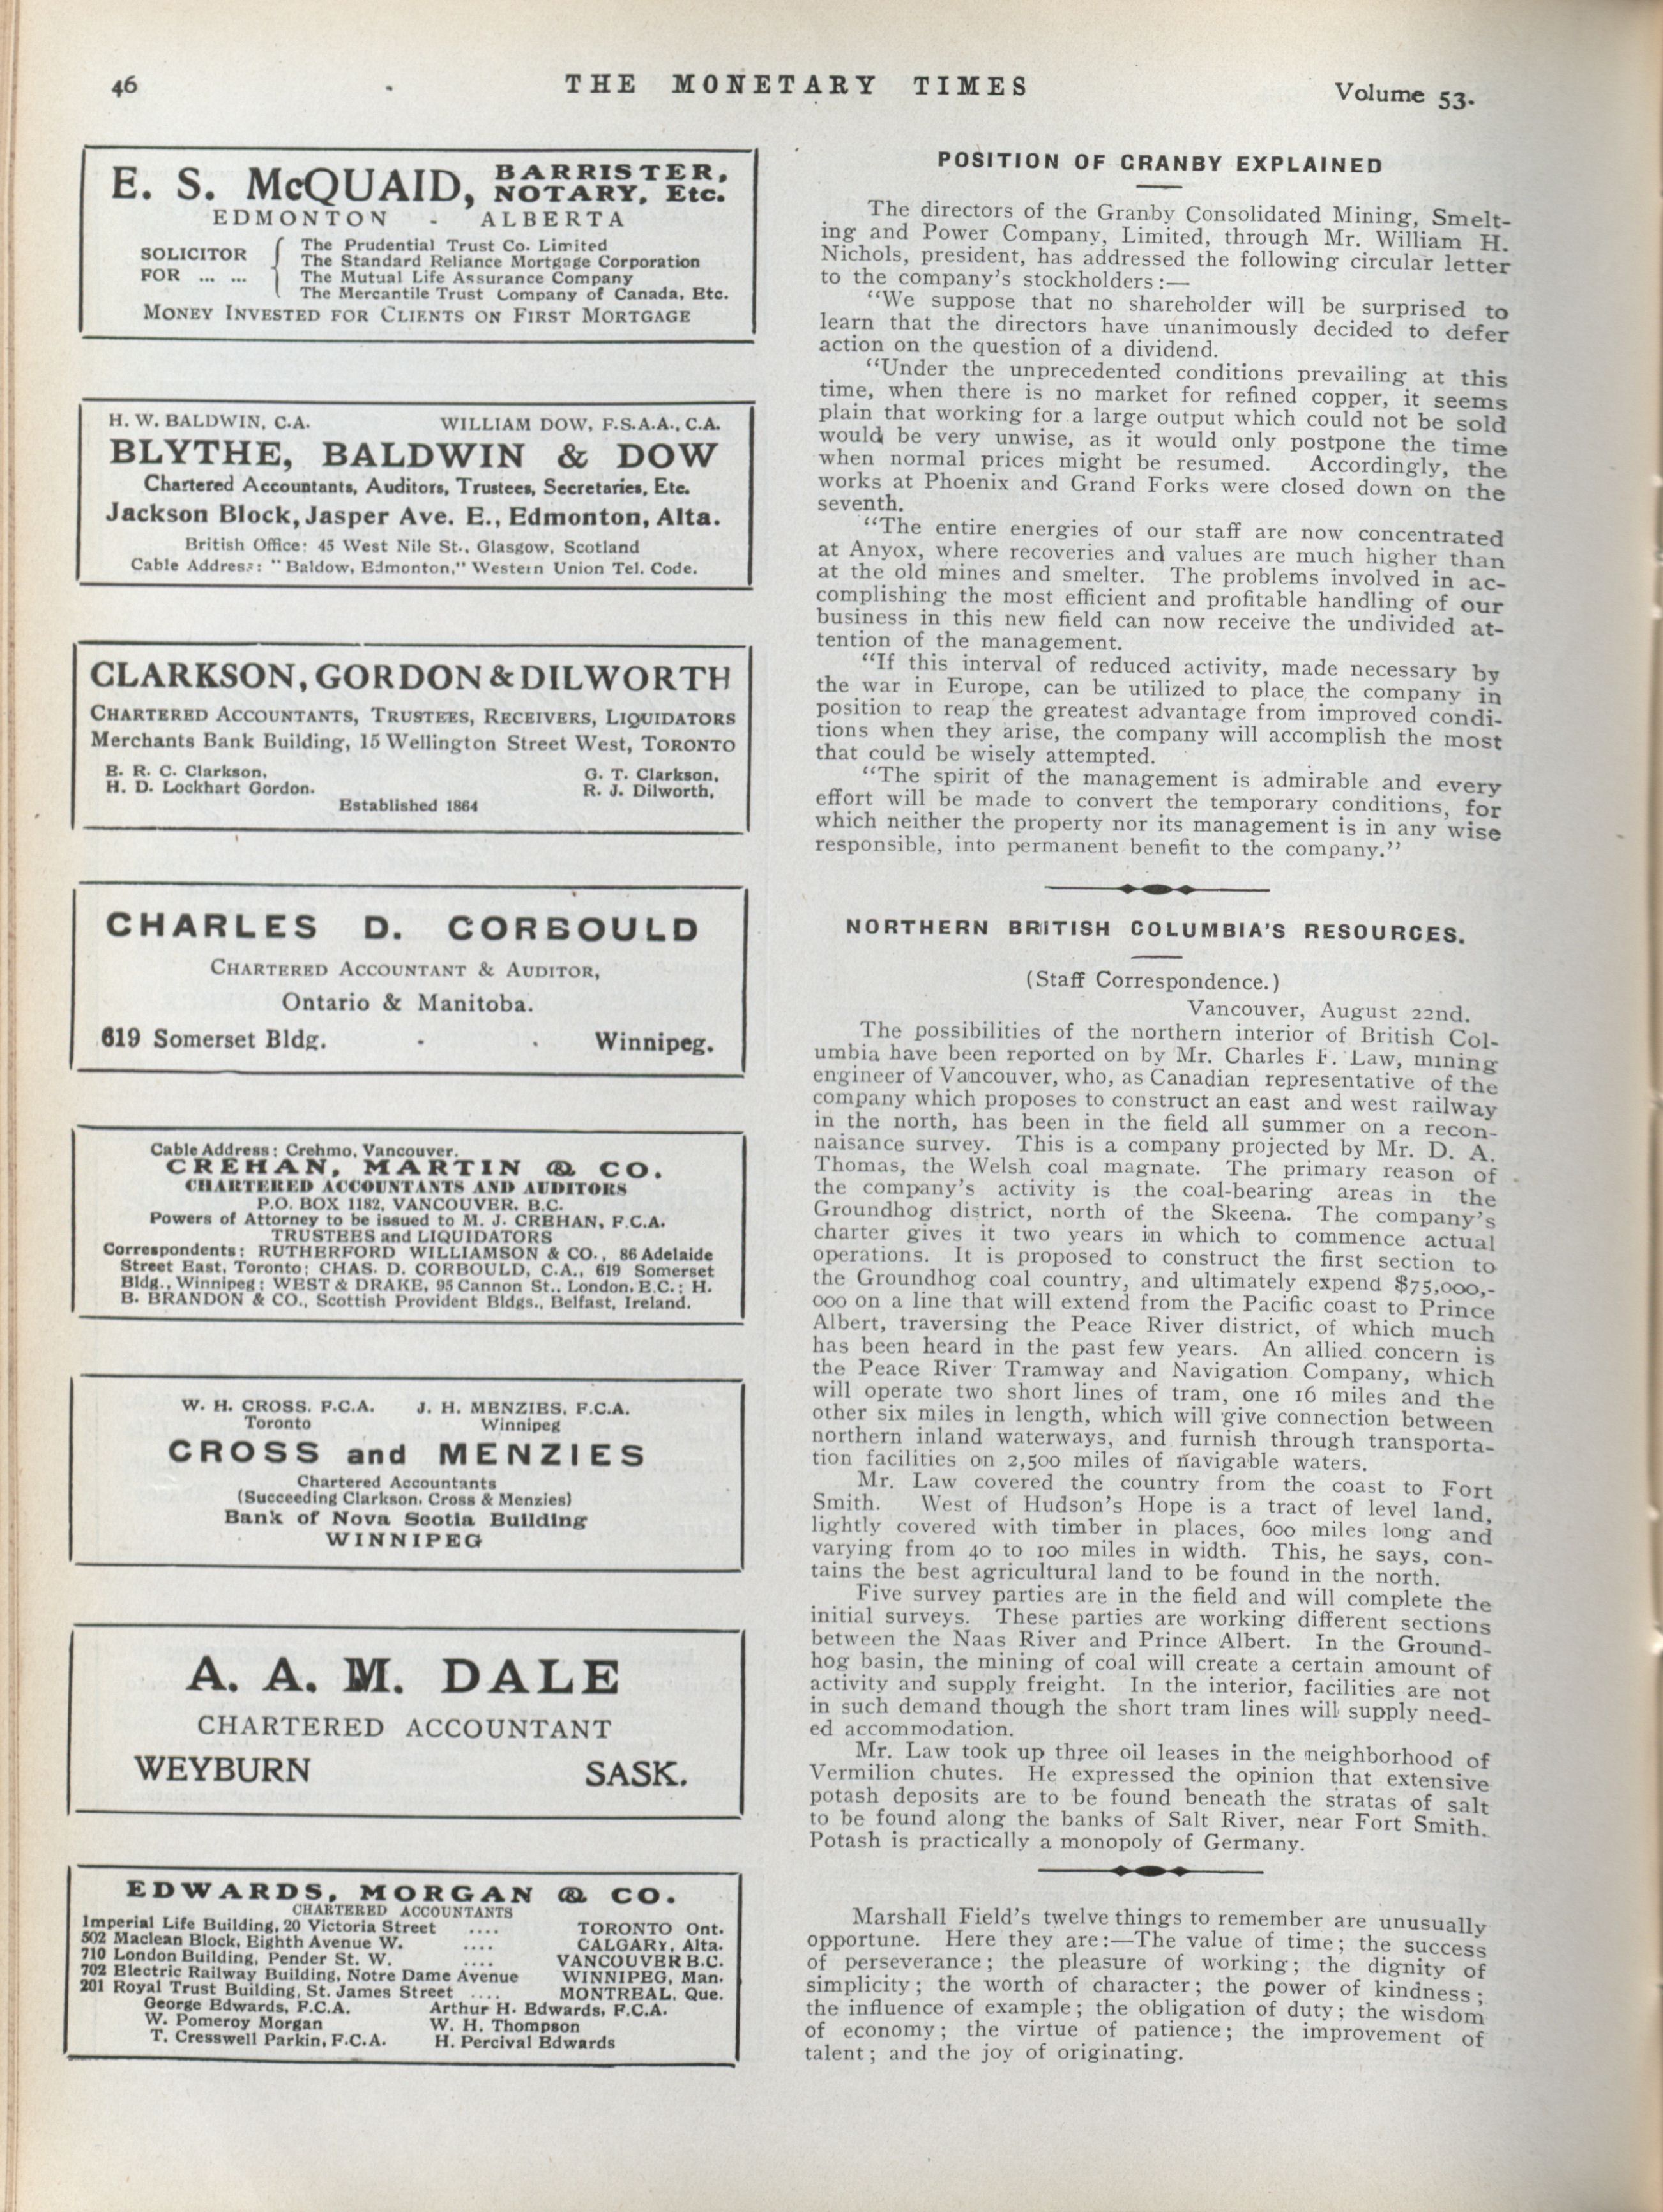 46
THE MONETARY TIMES
Volume 53.
E. S. McQUAID, BARRISTER, NOTARY, Etc.
EDMONTON - ALBERTA
SOLICITOR FOR ... ...
The Prudential Trust Co. Limited
The Standard Reliance Mortgage Corporation
The Mutual Life Assurance Company
The Mercantile Trust Company of Canada, Etc.
MONEY INVESTED FOR CLIENTS ON FIRST MORTGAGE
H. W. BALDWIN, C.A. WILLIAM DOW, F.S.A.A., C.A.
BLYTHE, BALDWIN & DOW
Chartered Accountants, Auditors, Trustees, Secretaries, Etc.
Jackson Block, Jasper Ave. E., Edmonton, Alta.
British Office: 45 West Nile St., Glasgow, Scotland
Cable Address: "Baldow, Edmonton," Western Union Tel. Code.
CLARKSON, GORDON & DILWORTH
CHARTERED ACCOUNTANTS, TRUSTEES, RECEIVERS, LIQUIDATORS
Merchants Bank Building, 15 Wellington Street West, TORONTO
E. R. C. Clarkson, G. T. Clarkson,
H. D. Lockhart Gordon. R. J. Dilworth,
Established 1864
CHARLES D. CORBOULD
CHARTERED ACCOUNTANT & AUDITOR,
Ontario & Manitoba.
619 Somerset Bldg. - - Winnipeg.
Cable Address: Crehmo, Vancouver.
CREHAN, MARTIN & CO.
CHARTERED ACCOUNTANTS AND AUDITORS
P.O. BOX 1182, VANCOUVER. B.C.
Powers of Attorney to be issued to M. J. CREHAN, F.C.A.
TRUSTEES and LIQUIDATORS
Correspondents: RUTHERFORD WILLIAMSON & CO., 86 Adelaide
Street East, Toronto; CHAS. D. CORBOULD, C.A., 619 Somerset
Bldg., Winnipeg; WEST & DRAKE, 95 Cannon St., London, E.C.; H.
B. BRANDON & CO., Scottish Provident Bldgs., Belfast, Ireland.
W. H. CROSS. F.C.A. J. H. MENZIES, F.C.A.
Toronto Winnipeg
CROSS and MENZIES
Chartered Accountants
(Succeeding Clarkson, Cross & Menzies)
Bank of Nova Scotia Building
WINNIPEG
A. A. M. DALE
CHARTERED ACCOUNTANT
WEYBURN SASK.
EDWARDS, MORGAN & CO.
CHARTERED ACCOUNTANTS
Imperial Life Building, 20 Victoria Street .... TORONTO Ont.
502 Maclean Block, Eighth Avenue W. .... CALGARY, Alta.
710 London Building, Pender St. W. .... VANCOUVER B.C.
702 Electric Railway Building, Notre Dame Avenue WINNIPEG, Man.
201 Royal Trust Building, St. James Street .... MONTREAL, Que.
George Edwards, F.C.A. Arthur H. Edwards, F.C.A.
W. Pomeroy Morgan W. H. Thompson
T. Cresswell Parkin, F.C.A. H. Percival Edwards
POSITION OF GRANBY EXPLAINED
The directors of the Granby Consolidated Mining, Smelt-
ing and Power Company, Limited, through Mr. William H.
Nichols, president, has addressed the following circular letter
to the company's stockholders:—
"We suppose that no shareholder will be surprised to
learn that the directors have unanimously decided to defer
action on the question of a dividend.
"Under the unprecedented conditions prevailing at this
time, when there is no market for refined copper, it seems
plain that working for a large output which could not be sold
would be very unwise, as it would only postpone the time
when normal prices might be resumed. Accordingly, the
works at Phoenix and Grand Forks were closed down on the
seventh.
"The entire energies of our staff are now concentrated
at Anyox, where recoveries and values are much higher than
at the old mines and smelter. The problems involved in ac-
complishing the most efficient and profitable handling of our
business in this new field can now receive the undivided at-
tention of the management.
"If this interval of reduced activity, made necessary by
the war in Europe, can be utilized to place the company in
position to reap the greatest advantage from improved condi-
tions when they arise, the company will accomplish the most
that could be wisely attempted.
"The spirit of the management is admirable and every
effort will be made to convert the temporary conditions, for
which neither the property nor its management is in any wise
responsible, into permanent benefit to the company."
NORTHERN BRITISH COLUMBIA'S RESOURCES.
(Staff Correspondence.)
Vancouver, August 22nd.
The possibilities of the northern interior of British Col-
umbia have been reported on by Mr. Charles F. Law, mining
engineer of Vancouver, who, as Canadian representative of the
company which proposes to construct an east and west railway
in the north, has been in the field all summer on a recon-
naisance survey. This is a company projected by Mr. D. A.
Thomas, the Welsh coal magnate. The primary reason of
the company's activity is the coal-bearing areas in the
Groundhog district, north of the Skeena. The company's
charter gives it two years in which to commence actual
operations. It is proposed to construct the first section to
the Groundhog coal country, and ultimately expend $75,000,-
000 on a line that will extend from the Pacific coast to Prince
Albert, traversing the Peace River district, of which much
has been heard in the past few years. An allied concern is
the Peace River Tramway and Navigation Company, which
will operate two short lines of tram, one 16 miles and the
other six miles in length, which will give connection between
northern inland waterways, and furnish through transporta-
tion facilities on 2,500 miles of navigable waters.
Mr. Law covered the country from the coast to Fort
Smith. West of Hudson's Hope is a tract of level land,
lightly covered with timber in places, 600 miles long and
varying from 40 to 100 miles in width. This, he says, con-
tains the best agricultural land to be found in the north.
Five survey parties are in the field and will complete the
initial surveys. These parties are working different sections
between the Naas River and Prince Albert. In the Ground-
hog basin, the mining of coal will create a certain amount of
activity and supply freight. In the interior, facilities are not
in such demand though the short tram lines will supply need-
ed accommodation.
Mr. Law took up three oil leases in the neighborhood of
Vermilion chutes. He expressed the opinion that extensive
potash deposits are to be found beneath the stratas of salt
to be found along the banks of Salt River, near Fort Smith.
Potash is practically a monopoly of Germany.
Marshall Field's twelve things to remember are unusually
opportune. Here they are:—The value of time; the success
of perseverance; the pleasure of working; the dignity of
simplicity; the worth of character; the power of kindness;
the influence of example; the obligation of duty; the wisdom
of economy; the virtue of patience; the improvement of
talent; and the joy of originating.